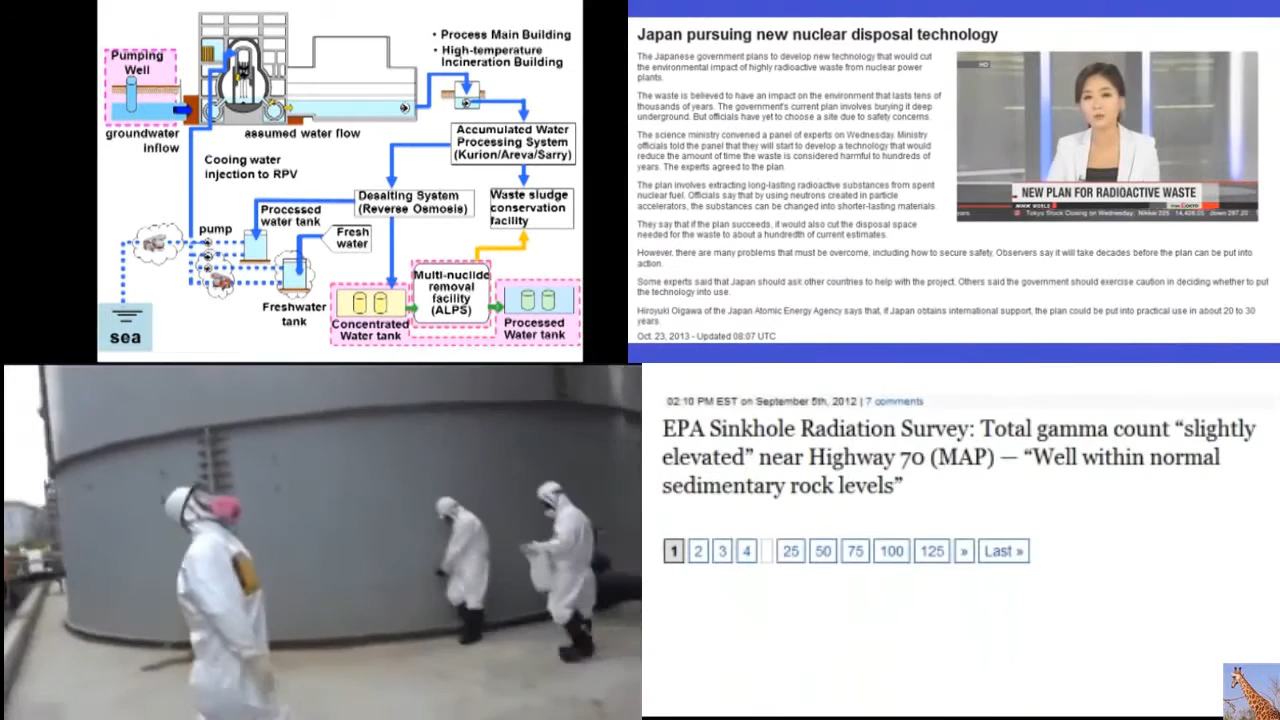 • Process Main Building
• High-temperature
Incineration Building
Pumping
Well
groundwater
inflow
assumed water flow
Accumulated Water
Processing System
(Kurion/Areva/Sarry)
Cooing water
injection to RPV
Desalting System
(Reverse Osmosis)
Waste sludge
conservation
facility
Processed
water tank
pump
Fresh
water
Freshwater
tank
Multi-nuclide
removal
facility
(ALPS)
Concentrated
Water tank
Processed
Water tank
sea
Japan pursuing new nuclear disposal technology
The Japanese government plans to develop new technology that would cut
the environmental impact of highly radioactive waste from nuclear power
plants.
The waste is believed to have an impact on the environment that lasts tens of
thousands of years. The government's current plan involves burying it deep
underground. But officials have yet to choose a site due to safety concerns.
The science ministry convened a panel of experts on Wednesday. Ministry
officials told the panel that they will start to develop a technology that would
reduce the amount of time the waste is considered harmful to hundreds of
years. The experts agreed to the plan.
The plan involves extracting long-lasting radioactive substances from spent
nuclear fuel. Officials say that by using neutrons created in particle
accelerators, the substances can be changed into shorter-lasting materials
They say that if the plan succeeds, it would also cut the disposal space
needed for the waste to about a hundredth of current estimates.
However, there are many problems that must be overcome, including how to secure safety. Observers say it will take decades before the plan can be put into
action.
Some experts said that Japan should ask other countries to help with the project. Others said the government should exercise caution in deciding whether to put
the technology into use.
Hiroyuki Oigawa of the Japan Atomic Energy Agency says that, if Japan obtains international support, the plan could be put into practical use in about 20 to 30
years.
Oct. 23, 2013 - Updated 08:07 UTC
HD
NEW PLAN FOR RADIOACTIVE WASTE
NHK WORLD
Tokyo Stock Closing on Wednesday: Nikkei 225 14,426.05 down 287.20
02:10 PM EST on September 5th, 2012 | 7 comments
EPA Sinkhole Radiation Survey: Total gamma count “slightly
elevated” near Highway 70 (MAP) — “Well within normal
sedimentary rock levels”
1 2 3 4 25 50 75 100 125 » Last »